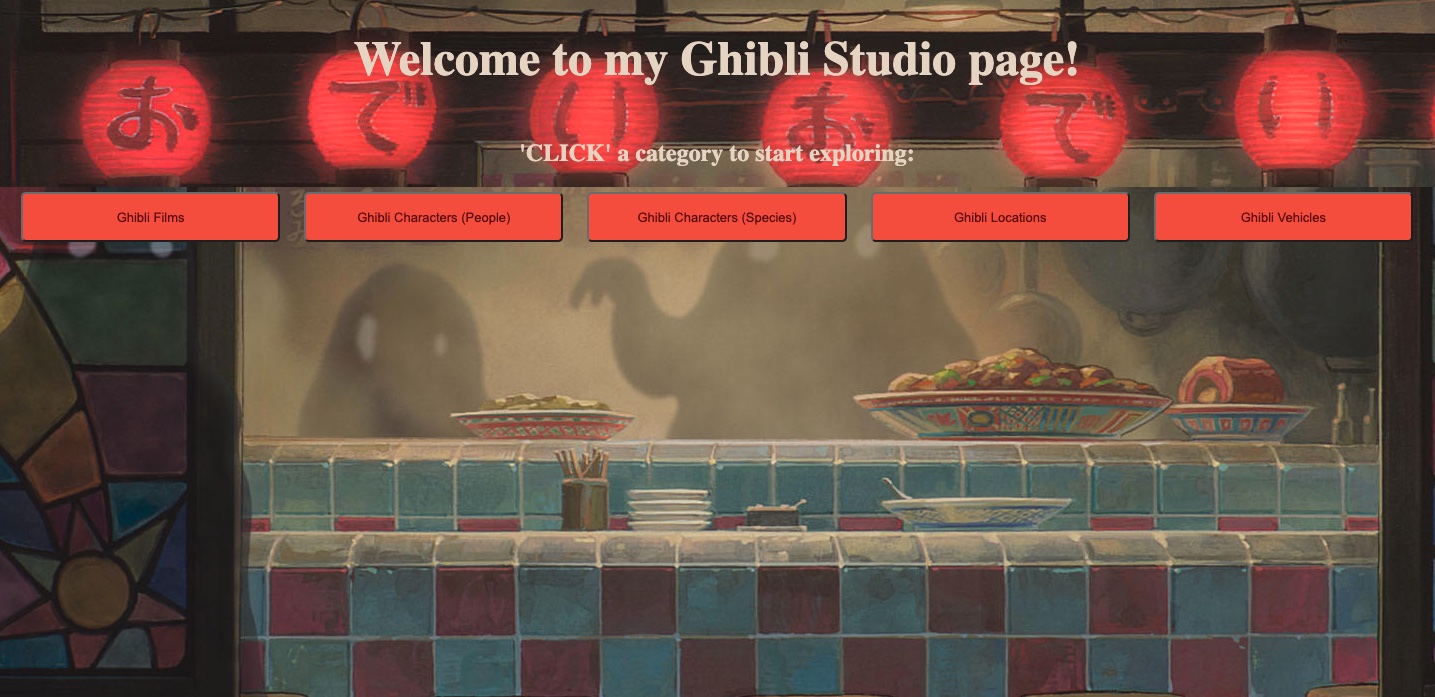 Welcome to my Ghibli Studio page!
おでいおでい
'CLICK' a category to start exploring:
Ghibli Films
Ghibli Characters (People)
Ghibli Characters (Species)
Ghibli Locations
Ghibli Vehicles